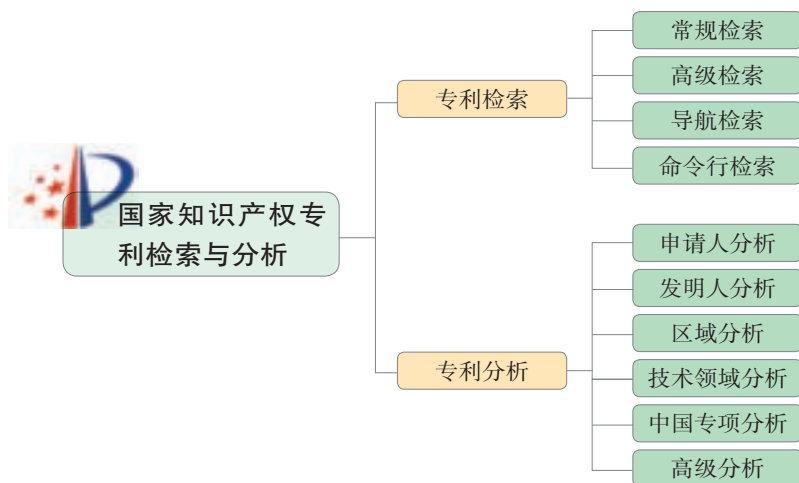 国家知识产权专
利检索与分析
专利检索
常规检索
高级检索
导航检索
命令行检索
专利分析
申请人分析
发明人分析
区域分析
技术领域分析
中国专项分析
高级分析